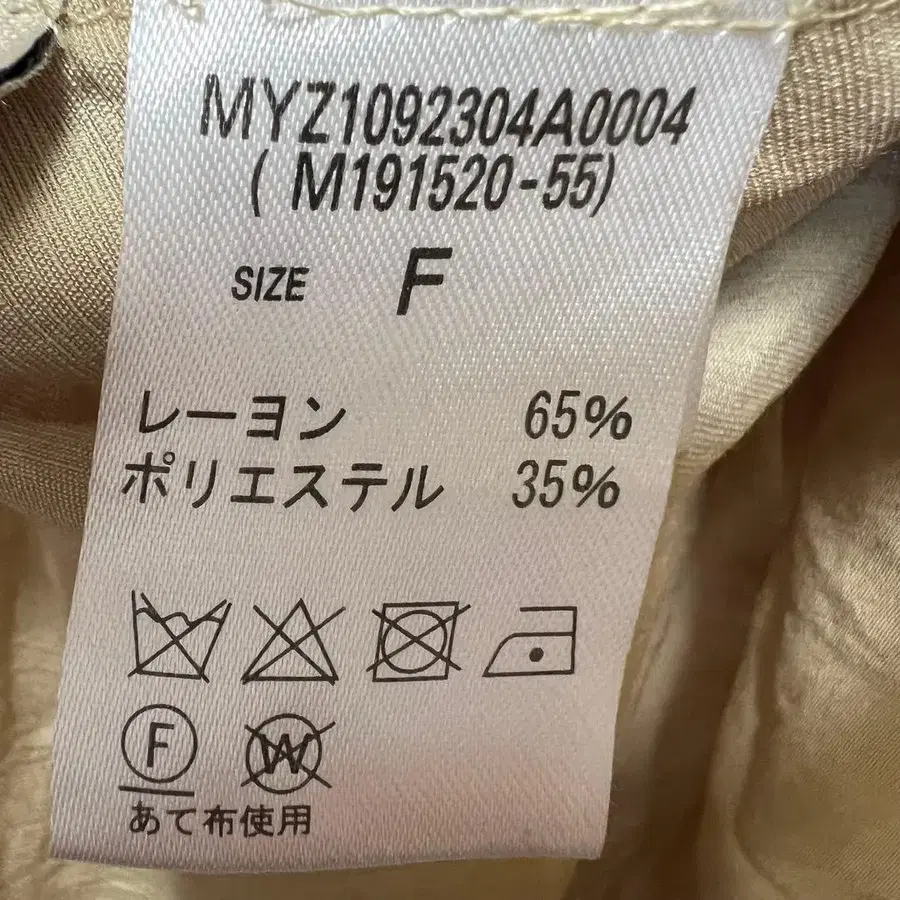 MYZ1092304A0004
( M191520-55)
SIZE F
レーヨン 65%
ポリエステル 35%
F W
あて布使用